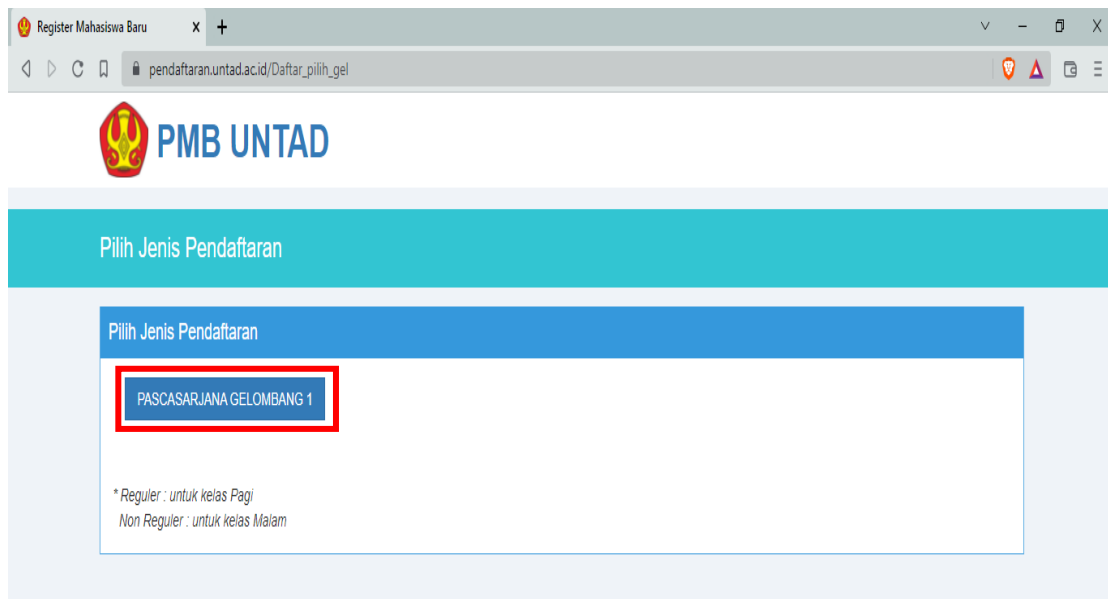 Register Mahasiswa Baru
pendaftaran.untad.ac.id/Daftar_pilih_gel
PMB UNTAD
Pilih Jenis Pendaftaran
Pilih Jenis Pendaftaran
PASCASARJANA GELOMBANG 1
* Reguler : untuk kelas Pagi
Non Reguler : untuk kelas Malam